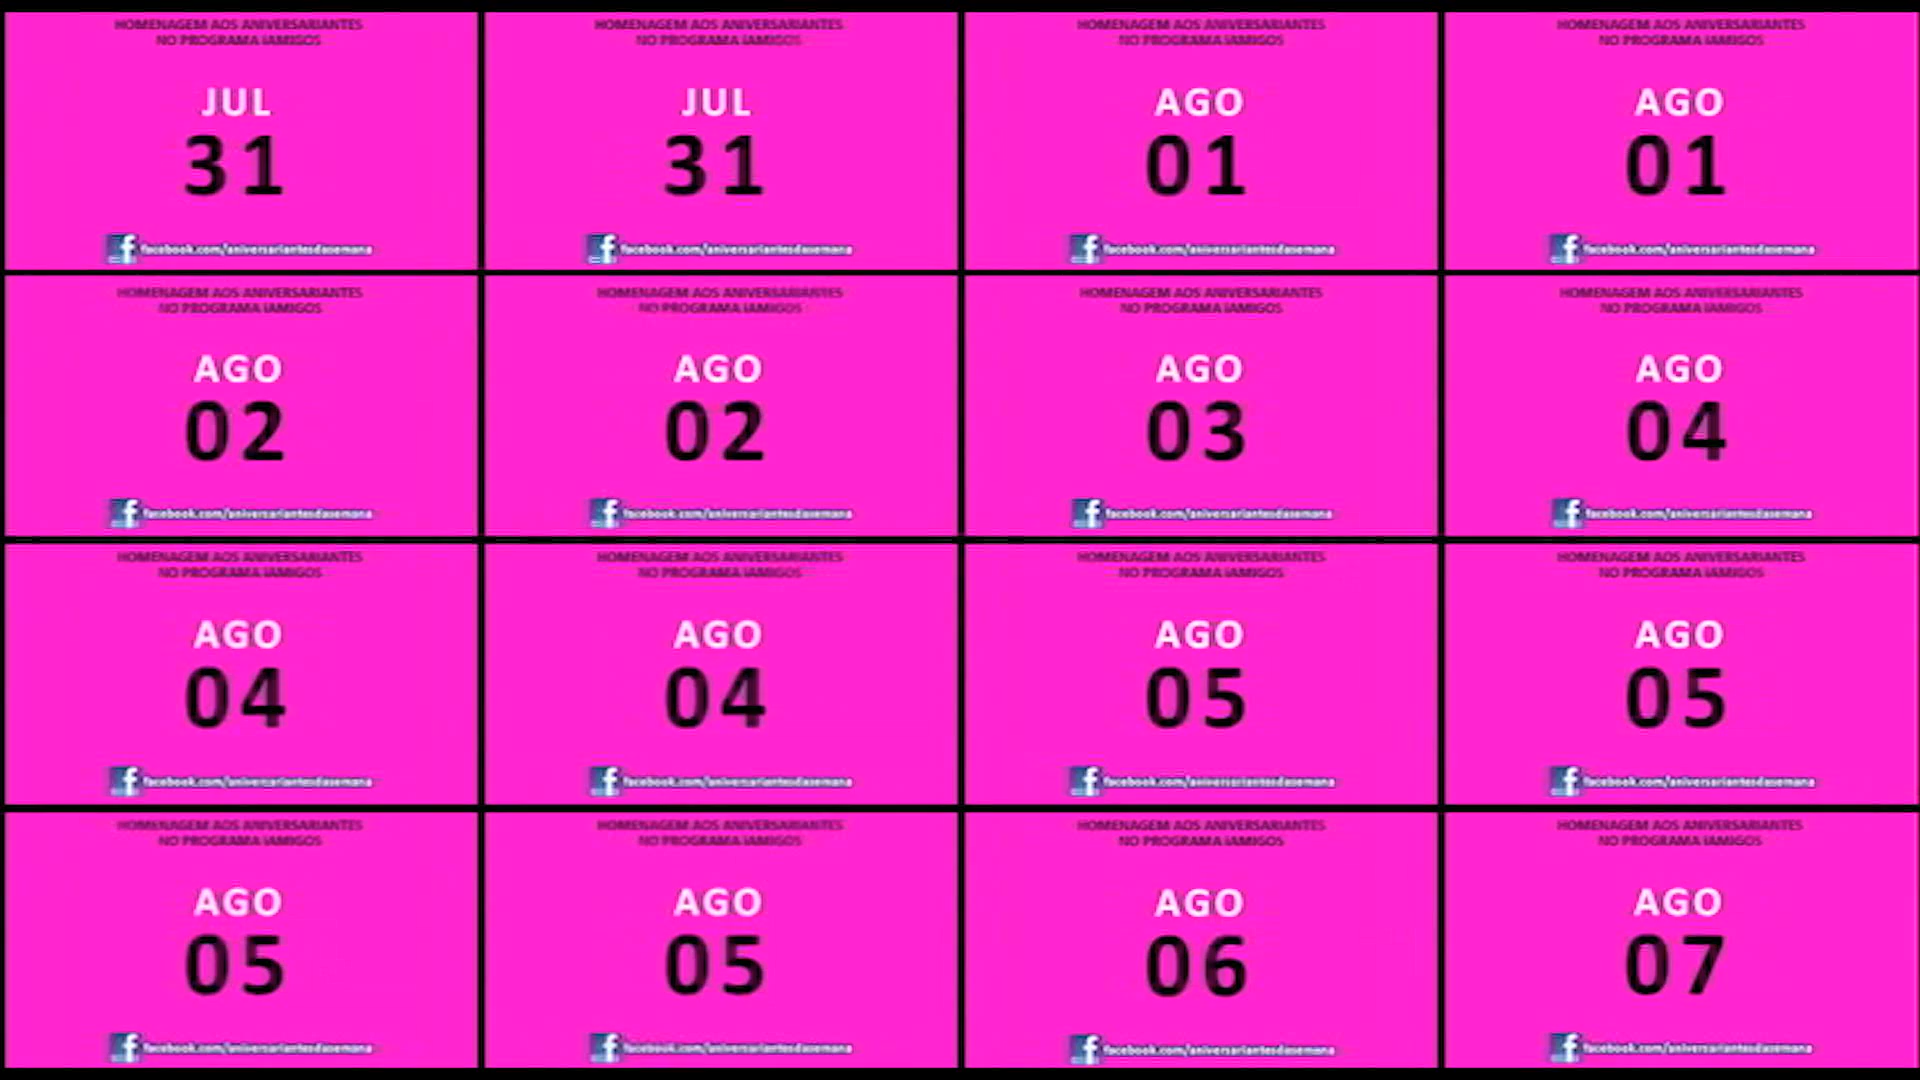 HOMENAGEM AOS ANIVERSARIANTES
NO PROGRAMA iAMIGOS
JUL
31
facebook.com/aniversariantesdasemana
HOMENAGEM AOS ANIVERSARIANTES
NO PROGRAMA iAMIGOS
JUL
31
facebook.com/aniversariantesdasemana
HOMENAGEM AOS ANIVERSARIANTES
NO PROGRAMA iAMIGOS
AGO
01
facebook.com/aniversariantesdasemana
HOMENAGEM AOS ANIVERSARIANTES
NO PROGRAMA iAMIGOS
AGO
01
facebook.com/aniversariantesdasemana
HOMENAGEM AOS ANIVERSARIANTES
NO PROGRAMA iAMIGOS
AGO
02
facebook.com/aniversariantesdasemana
HOMENAGEM AOS ANIVERSARIANTES
NO PROGRAMA iAMIGOS
AGO
02
facebook.com/aniversariantesdasemana
HOMENAGEM AOS ANIVERSARIANTES
NO PROGRAMA iAMIGOS
AGO
03
facebook.com/aniversariantesdasemana
HOMENAGEM AOS ANIVERSARIANTES
NO PROGRAMA iAMIGOS
AGO
04
facebook.com/aniversariantesdasemana
HOMENAGEM AOS ANIVERSARIANTES
NO PROGRAMA iAMIGOS
AGO
04
facebook.com/aniversariantesdasemana
HOMENAGEM AOS ANIVERSARIANTES
NO PROGRAMA iAMIGOS
AGO
04
facebook.com/aniversariantesdasemana
HOMENAGEM AOS ANIVERSARIANTES
NO PROGRAMA iAMIGOS
AGO
05
facebook.com/aniversariantesdasemana
HOMENAGEM AOS ANIVERSARIANTES
NO PROGRAMA iAMIGOS
AGO
05
facebook.com/aniversariantesdasemana
HOMENAGEM AOS ANIVERSARIANTES
NO PROGRAMA iAMIGOS
AGO
05
facebook.com/aniversariantesdasemana
HOMENAGEM AOS ANIVERSARIANTES
NO PROGRAMA iAMIGOS
AGO
05
facebook.com/aniversariantesdasemana
HOMENAGEM AOS ANIVERSARIANTES
NO PROGRAMA iAMIGOS
AGO
06
facebook.com/aniversariantesdasemana
HOMENAGEM AOS ANIVERSARIANTES
NO PROGRAMA iAMIGOS
AGO
07
facebook.com/aniversariantesdasemana